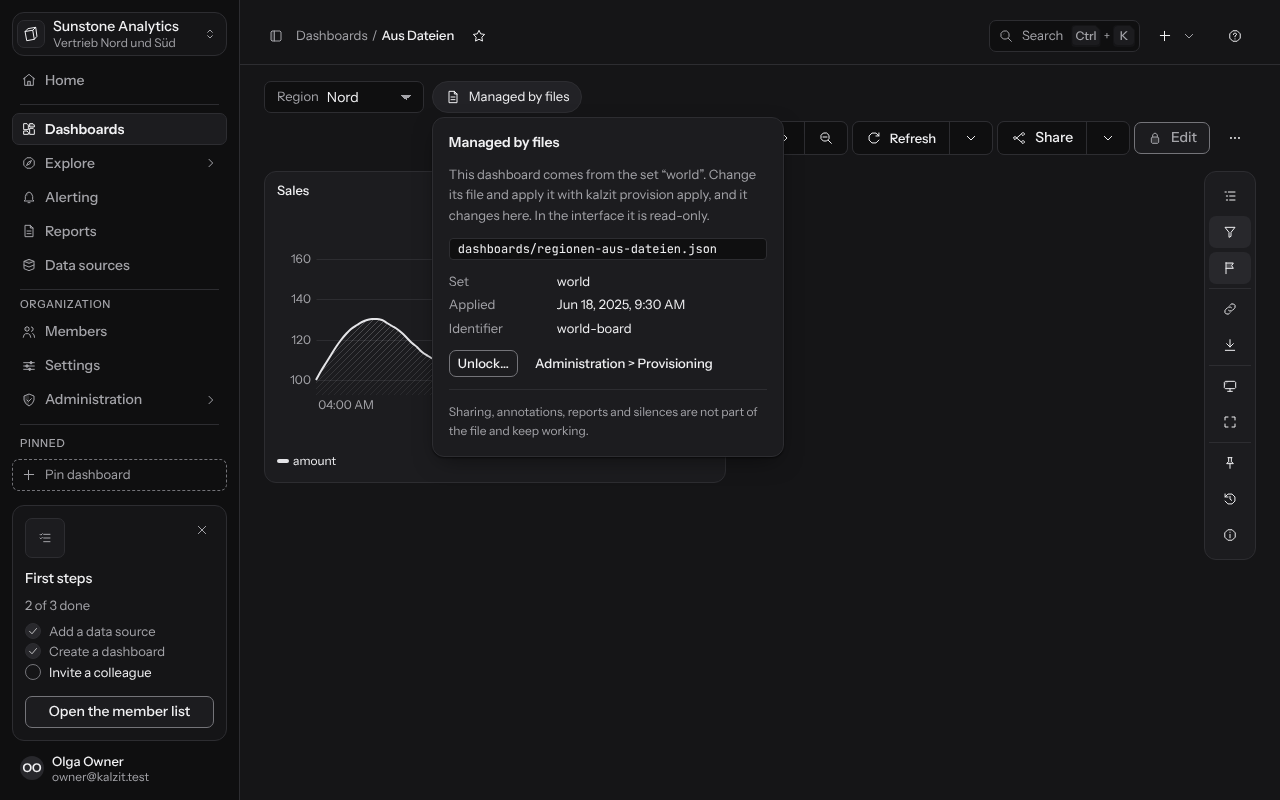 Sunstone Analytics
Vertrieb Nord und Süd
Home
Dashboards
Explore
Alerting
Reports
Data sources
ORGANIZATION
Members
Settings
Administration
PINNED
Pin dashboard
First steps
2 of 3 done
Add a data source
Create a dashboard
Invite a colleague
Open the member list
OO
Olga Owner
owner@kalzit.test
Dashboards / Aus Dateien
Search Ctrl + K
Region Nord
Managed by files
Refresh
Share
Edit
Managed by files
This dashboard comes from the set “world”. Change
its file and apply it with kalzit provision apply, and it
changes here. In the interface it is read-only.
dashboards/regionen-aus-dateien.json
Set world
Applied Jun 18, 2025, 9:30 AM
Identifier world-board
Unlock... Administration > Provisioning
Sharing, annotations, reports and silences are not part of
the file and keep working.
Sales
160
140
120
100
04:00 AM
amount